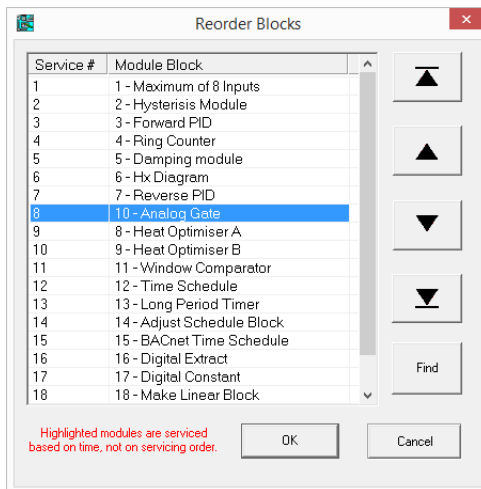 Reorder Blocks
Service # Module Block
1 1 - Maximum of 8 Inputs
2 2 - Hysterisis Module
3 3 - Forward PID
4 4 - Ring Counter
5 5 - Damping module
6 6 - Hx Diagram
7 7 - Reverse PID
8 10 - Analog Gate
9 8 - Heat Optimiser A
10 9 - Heat Optimiser B
11 11 - Window Comparator
12 12 - Time Schedule
13 13 - Long Period Timer
14 14 - Adjust Schedule Block
15 15 - BACnet Time Schedule
16 16 - Digital Extract
17 17 - Digital Constant
18 18 - Make Linear Block
Find
Highlighted modules are serviced
based on time, not on servicing order.
OK
Cancel